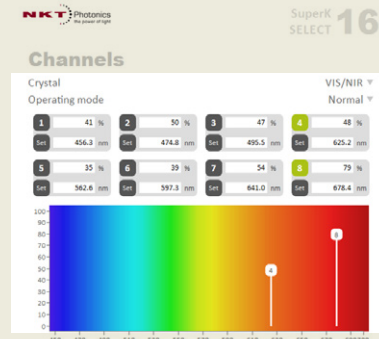 NKT Photonics
the power of light
SuperK
SELECT 16
Channels
Crystal VIS/NIR
Operating mode Normal
1 41 % 2 50 % 3 47 % 4 48 %
Set 456.3 nm Set 474.8 nm Set 495.5 nm Set 625.2 nm
5 35 % 6 39 % 7 54 % 8 79 %
Set 562.6 nm Set 597.3 nm Set 641.0 nm Set 678.4 nm
100
90
80
70
60
50
40
30
20
10
0
4
8